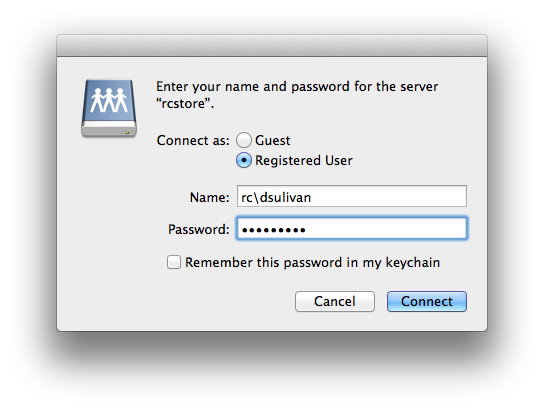 Enter your name and password for the server
"rcstore".
Connect as: Guest
Registered User
Name: rc\dsulivan
Password: •••••••••
Remember this password in my keychain
Cancel Connect